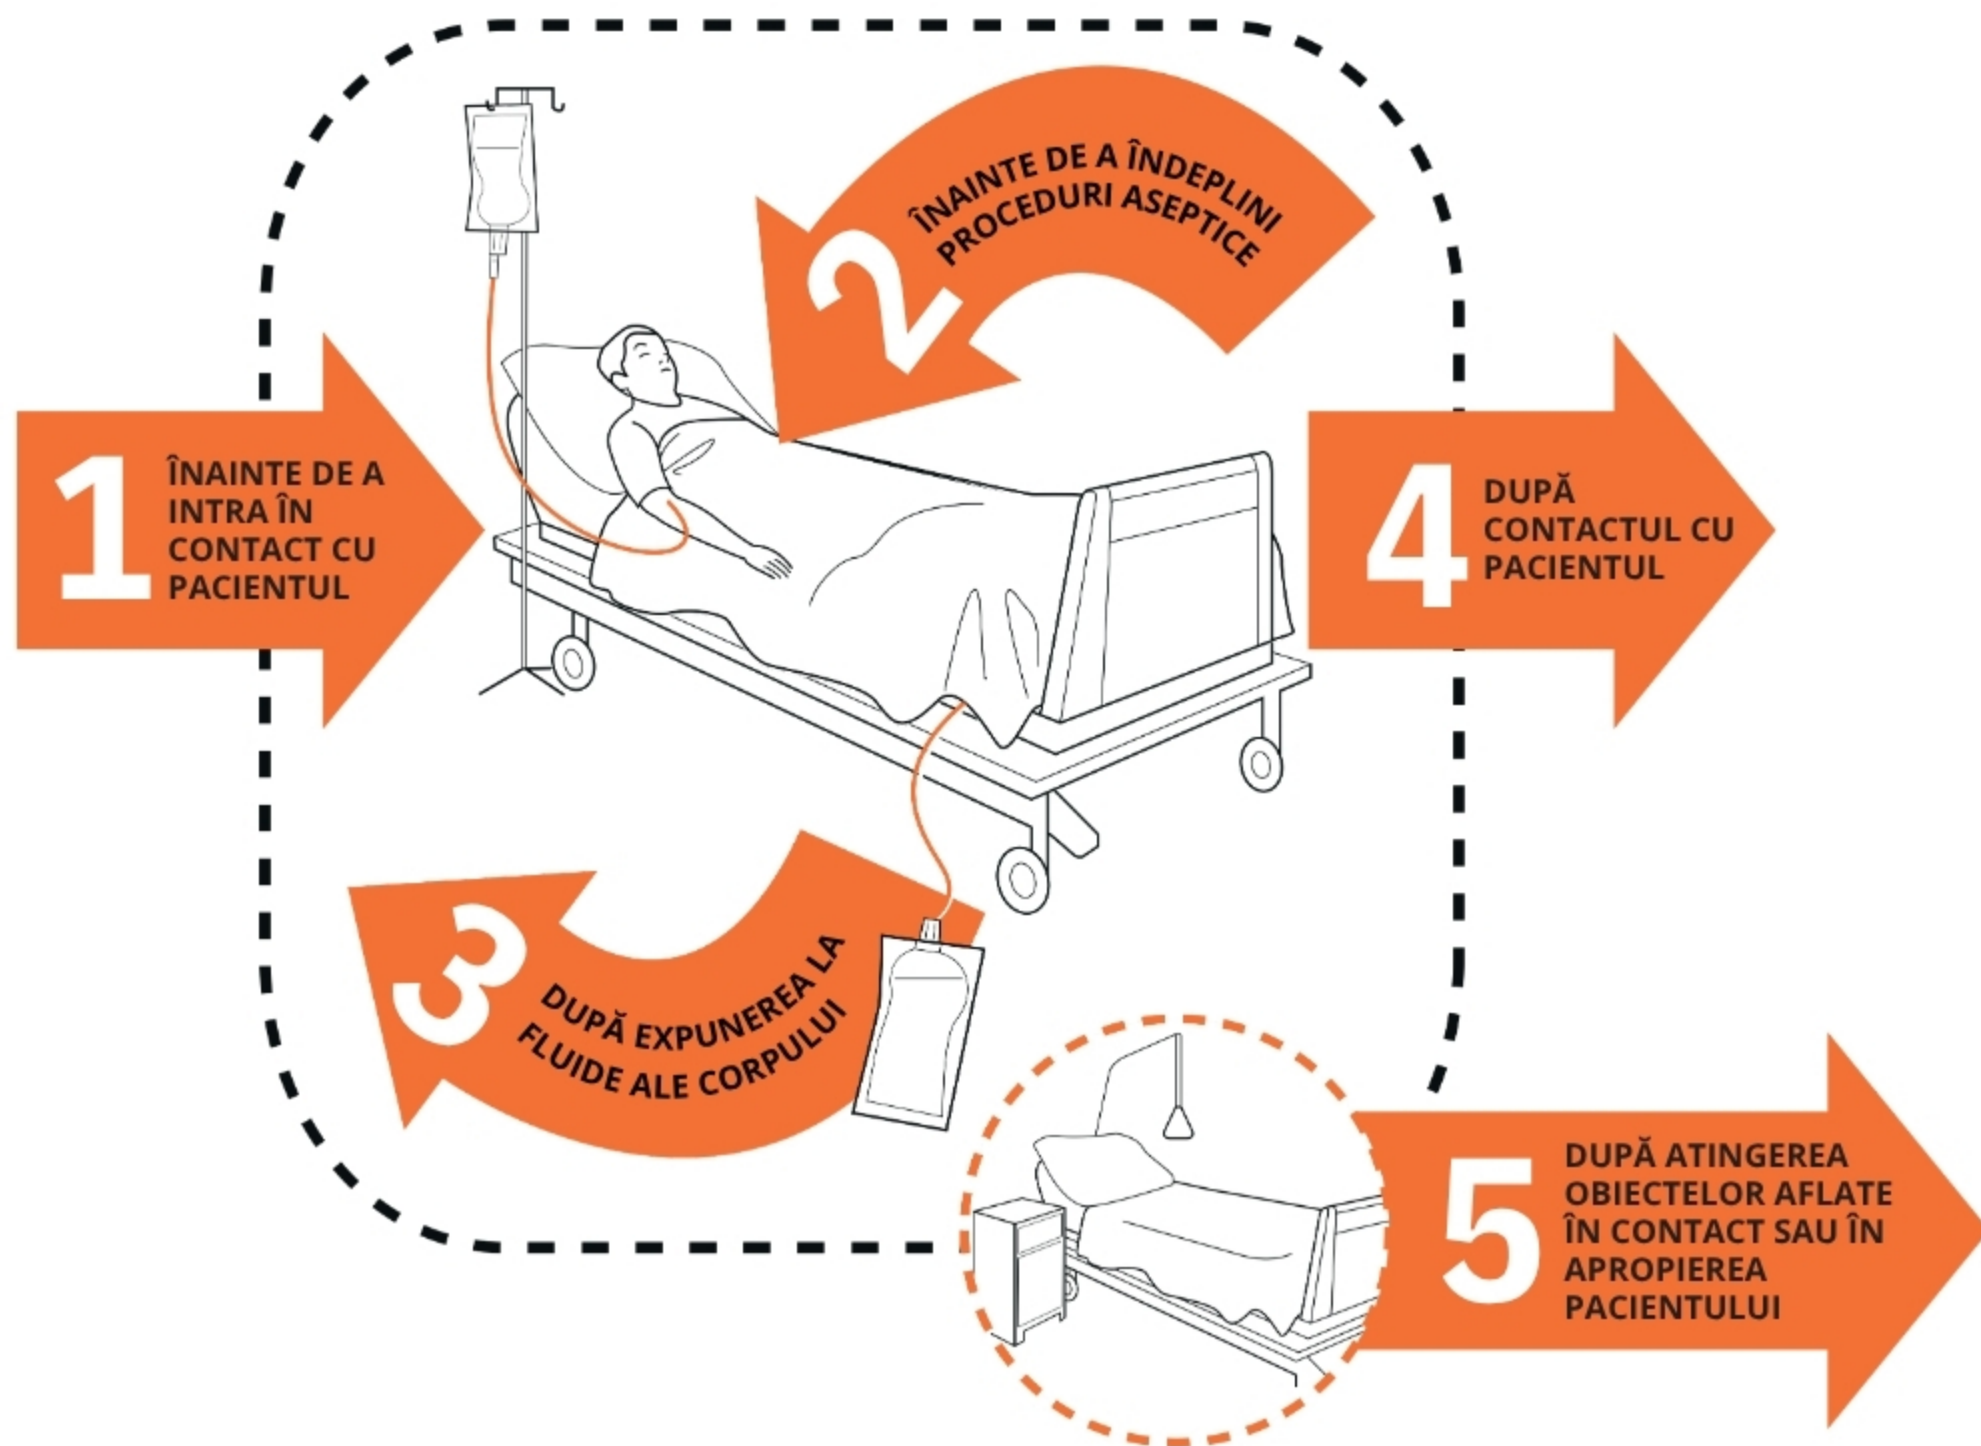 1
ÎNAINTE DE A
INTRA ÎN
CONTACT CU
PACIENTUL
2
ÎNAINTE DE A ÎNDEPLINI
PROCEDURI ASEPTICE
3
DUPĂ EXPUNEREA LA
FLUIDE ALE CORPULUI
4
DUPĂ
CONTACTUL CU
PACIENTUL
5
DUPĂ ATINGEREA
OBIECTELOR AFLATE
ÎN CONTACT SAU ÎN
APROPIEREA
PACIENTULUI